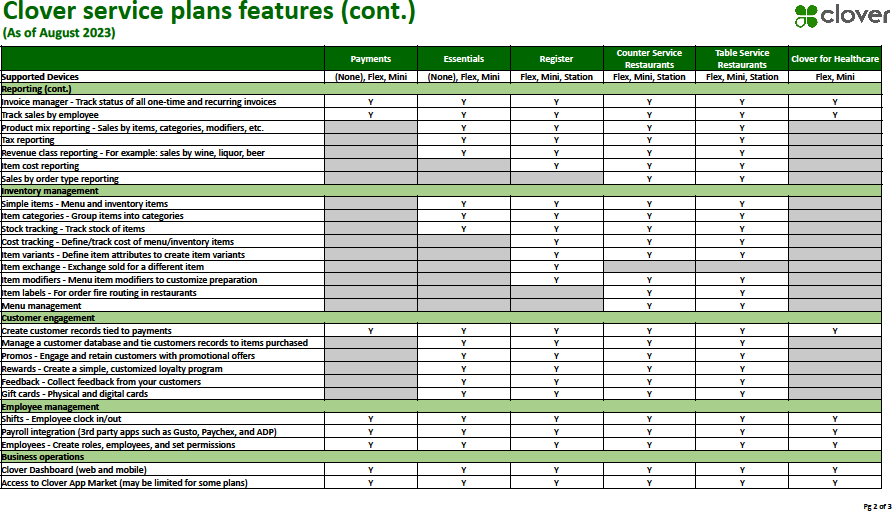 Clover service plans features (cont.)
(As of August 2023)
clover
Payments Essentials Register Counter Service Restaurants Table Service Restaurants Clover for Healthcare
Supported Devices (None), Flex, Mini (None), Flex, Mini Flex, Mini, Station Flex, Mini, Station Flex, Mini, Station Flex, Mini
Reporting (cont.)
Invoice manager - Track status of all one-time and recurring invoices Y Y Y Y Y Y
Track sales by employee Y Y Y Y Y Y
Product mix reporting - Sales by items, categories, modifiers, etc. Y Y Y Y
Tax reporting Y Y Y Y
Revenue class reporting - For example: sales by wine, liquor, beer Y Y Y Y
Item cost reporting Y Y Y
Sales by order type reporting Y Y
Inventory management
Simple items - Menu and inventory items Y Y Y Y
Item categories - Group items into categories Y Y Y Y
Stock tracking - Track stock of items Y Y Y Y
Cost tracking - Define/track cost of menu/inventory items Y Y Y
Item variants - Define item attributes to create item variants Y Y Y
Item exchange - Exchange sold for a different item Y
Item modifiers - Menu item modifiers to customize preparation Y Y Y
Item labels - For order fire routing in restaurants Y Y
Menu management Y Y
Customer engagement
Create customer records tied to payments Y Y Y Y Y Y
Manage a customer database and tie customers records to items purchased Y Y Y Y
Promos - Engage and retain customers with promotional offers Y Y Y Y
Rewards - Create a simple, customized loyalty program Y Y Y Y
Feedback - Collect feedback from your customers Y Y Y Y
Gift cards - Physical and digital cards Y Y Y Y
Employee management
Shifts - Employee clock in/out Y Y Y Y Y Y
Payroll integration (3rd party apps such as Gusto, Paychex, and ADP) Y Y Y Y Y Y
Employees - Create roles, employees, and set permissions Y Y Y Y Y Y
Business operations
Clover Dashboard (web and mobile) Y Y Y Y Y Y
Access to Clover App Market (may be limited for some plans) Y Y Y Y Y Y
Pg 2 of 3